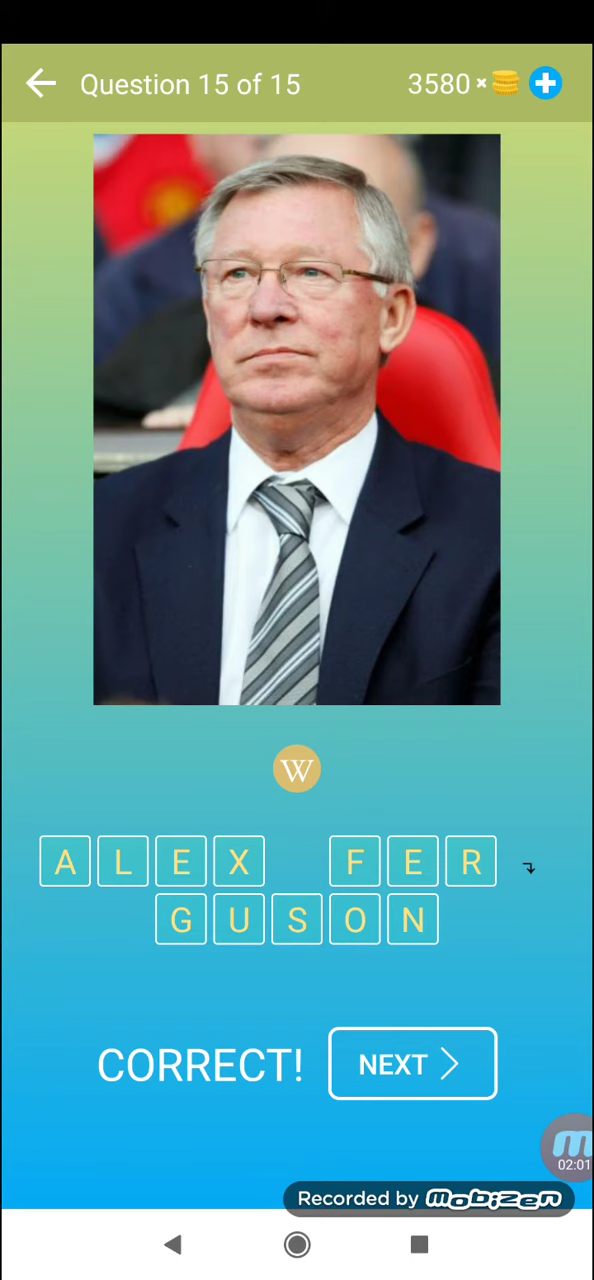 Question 15 of 15
3580 ×
W
ALEX FER
GUSON
CORRECT!
NEXT
m
02:01
Recorded by mobizen